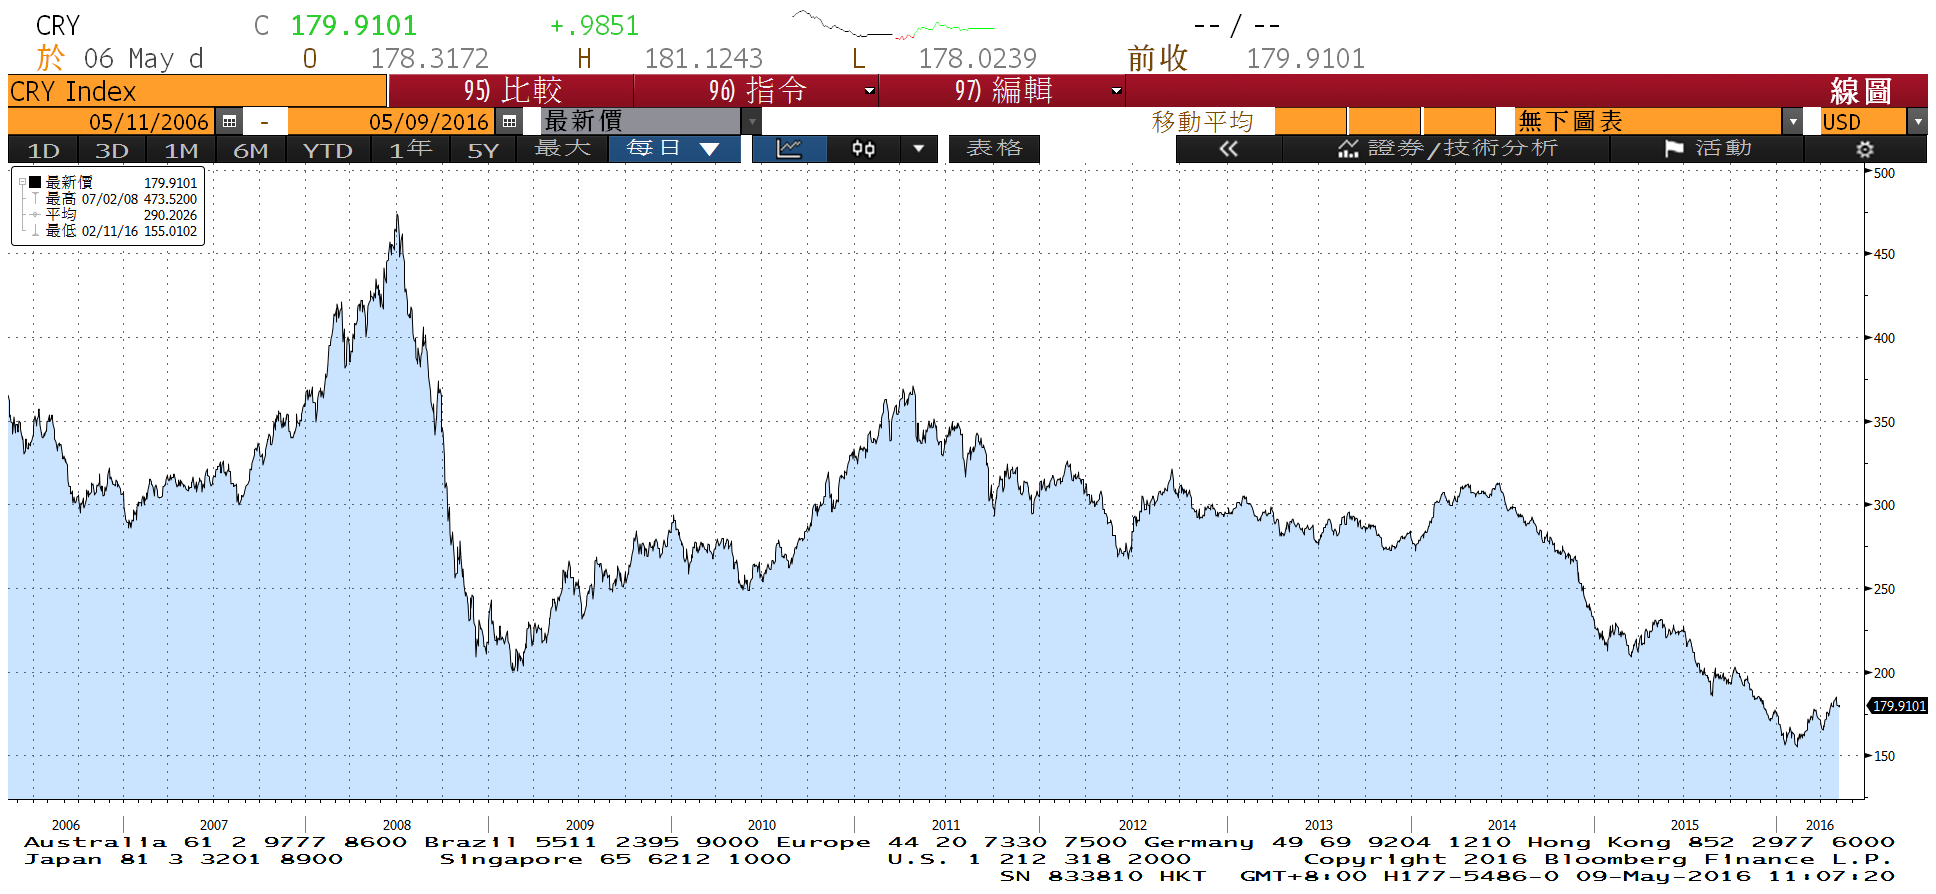 CRY C 179.9101 +.9851 -- / --
於 06 May d O 178.3172 H 181.1243 L 178.0239 前收 179.9101
CRY Index 95) 比較 96) 指令 97) 編輯 線圖
05/11/2006 - 05/09/2016 最新價 移動平均 無下圖表 USD
1D 3D 1M 6M YTD 1年 5Y 最大 每日 表格 證券/技術分析 活動
最新價 179.9101
最高 07/02/08 473.5200
平均 290.2026
最低 02/11/16 155.0102
500
450
400
350
300
250
200
179.9101
150
2006 2007 2008 2009 2010 2011 2012 2013 2014 2015 2016
Australia 61 2 9777 8600 Brazil 5511 2395 9000 Europe 44 20 7330 7500 Germany 49 69 9204 1210 Hong Kong 852 2977 6000
Japan 81 3 3201 8900 Singapore 65 6212 1000 U.S. 1 212 318 2000 Copyright 2016 Bloomberg Finance L.P.
SN 833810 HKT GMT+8:00 H177-5486-0 09-May-2016 11:07:20